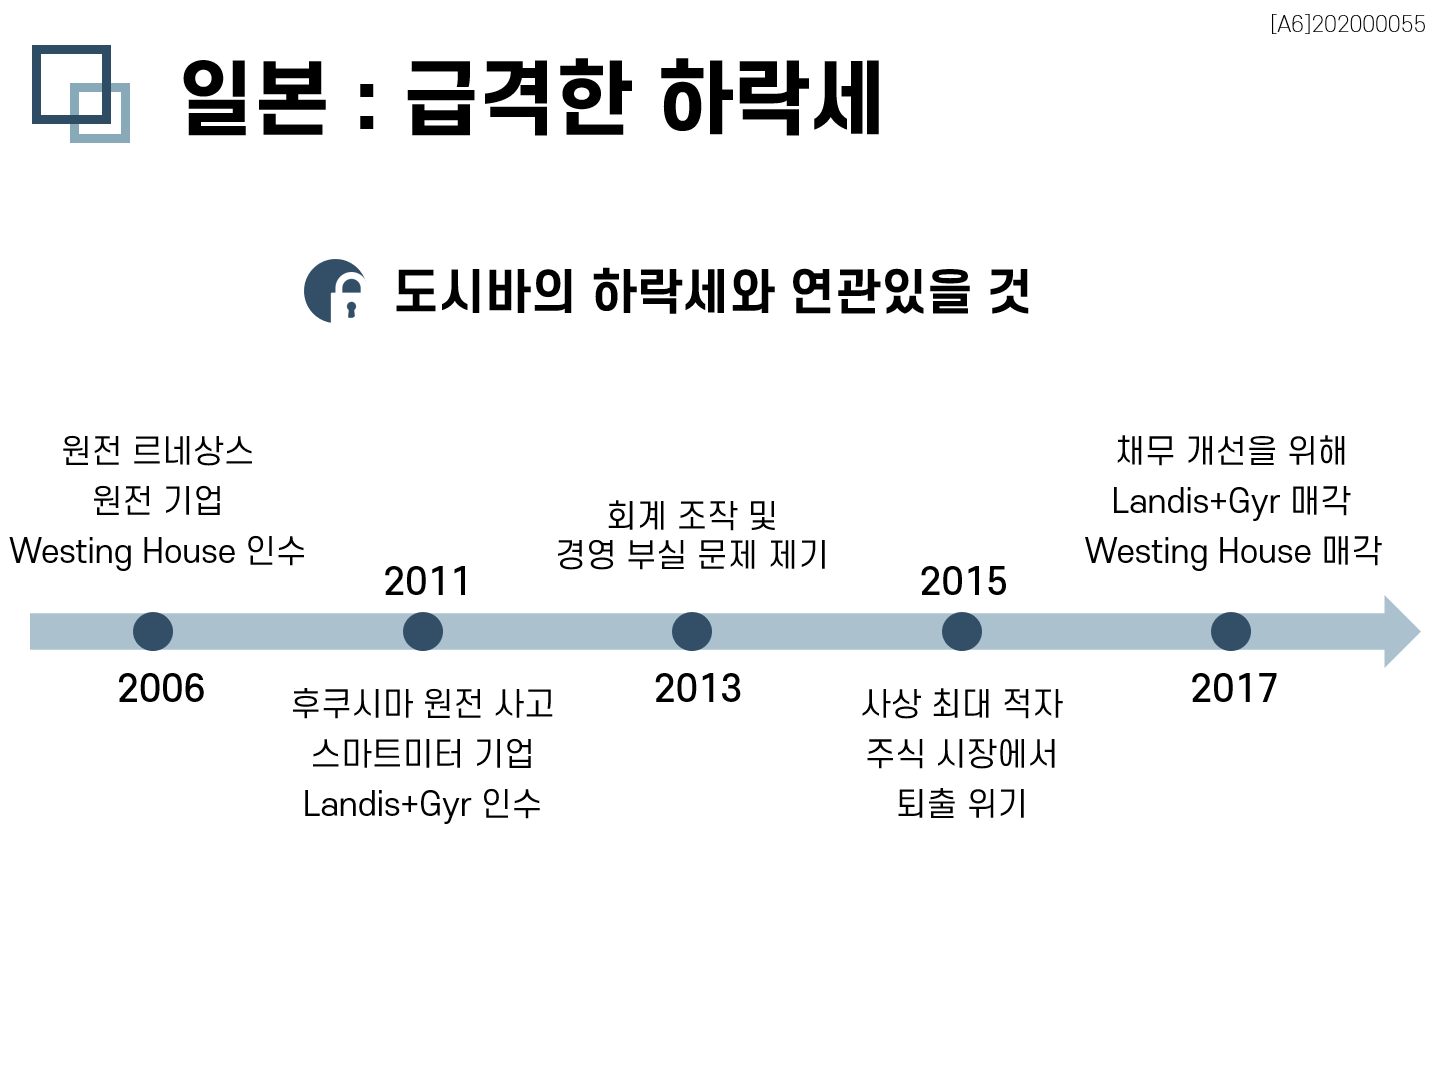 [A6]202000055
일본 : 급격한 하락세
도시바의 하락세와 연관있을 것
원전 르네상스
원전 기업
Westing House 인수
2006
2011
후쿠시마 원전 사고
스마트미터 기업
Landis+Gyr 인수
회계 조작 및
경영 부실 문제 제기
2013
2015
사상 최대 적자
주식 시장에서
퇴출 위기
채무 개선을 위해
Landis+Gyr 매각
Westing House 매각
2017